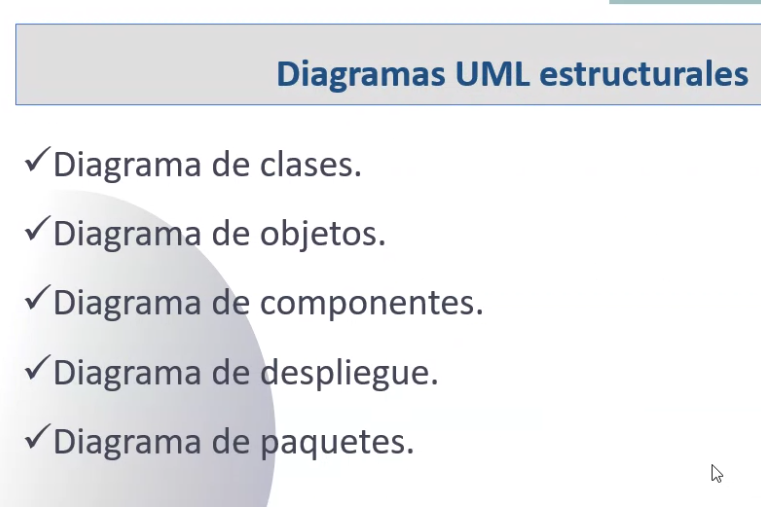 Diagramas UML estructurales
✓Diagrama de clases.
✓Diagrama de objetos.
✓Diagrama de componentes.
✓Diagrama de despliegue.
✓Diagrama de paquetes.